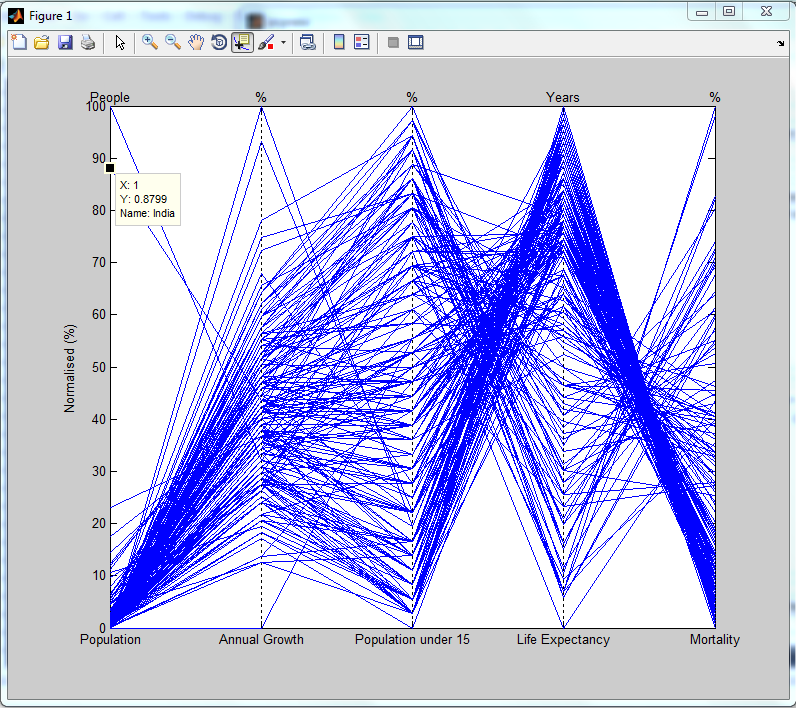 Figure 1
People % % Years %
100
90
X: 1
Y: 0.8799
Name: India
80
70
60
50
40
30
20
10
0
Normalised (%)
Population Annual Growth Population under 15 Life Expectancy Mortality